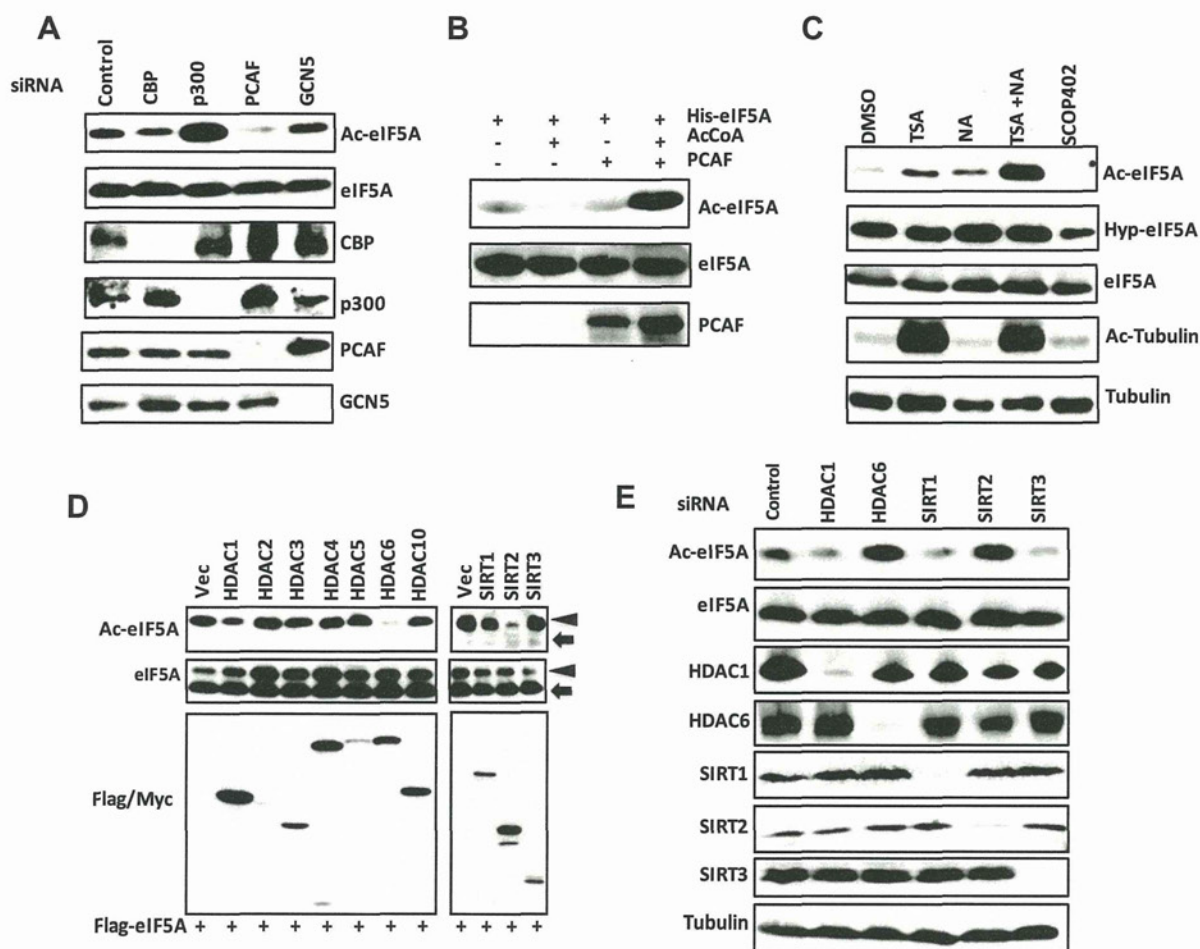 A
siRNA
Control
CBP
p300
PCAF
GCN5
Ac-eIF5A
eIF5A
CBP
p300
PCAF
GCN5
B
+ + + + His-eIF5A
- + - + AcCoA
- - + + PCAF
Ac-eIF5A
eIF5A
PCAF
C
DMSO
TSA
NA
TSA +NA
SCOP402
Ac-eIF5A
Hyp-eIF5A
eIF5A
Ac-Tubulin
Tubulin
D
Vec
HDAC1
HDAC2
HDAC3
HDAC4
HDAC5
HDAC6
HDAC10
Vec
SIRT1
SIRT2
SIRT3
Ac-eIF5A
eIF5A
Flag/Myc
Flag-eIF5A + + + + + + + + + + + +
E
siRNA
Control
HDAC1
HDAC6
SIRT1
SIRT2
SIRT3
Ac-eIF5A
eIF5A
HDAC1
HDAC6
SIRT1
SIRT2
SIRT3
Tubulin